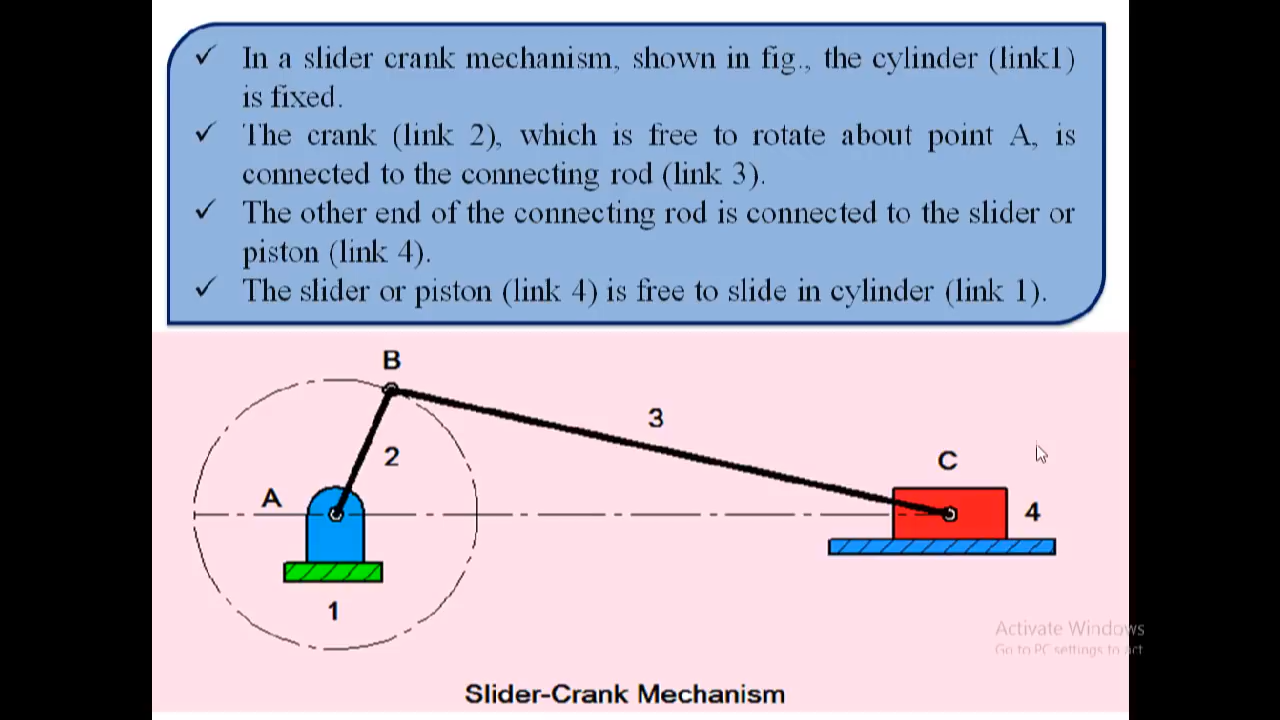 ✓ In a slider crank mechanism, shown in fig., the cylinder (link1)
is fixed.
✓ The crank (link 2), which is free to rotate about point A, is
connected to the connecting rod (link 3).
✓ The other end of the connecting rod is connected to the slider or
piston (link 4).
✓ The slider or piston (link 4) is free to slide in cylinder (link 1).
B
3
2
C
A
4
1
Activate Windows
Go to PC settings to act
Slider-Crank Mechanism